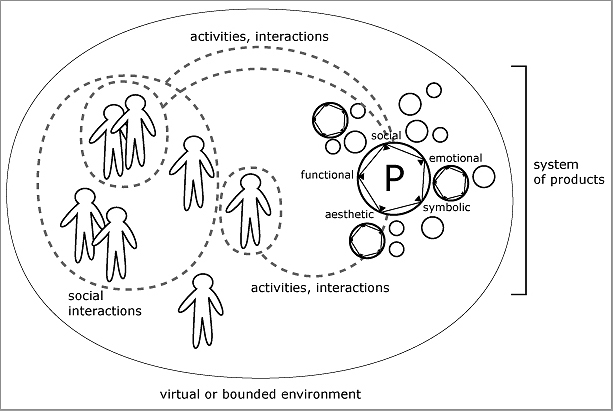 activities, interactions
social
emotional
functional
P
symbolic
aesthetic
system
of products
activities, interactions
social
interactions
virtual or bounded environment